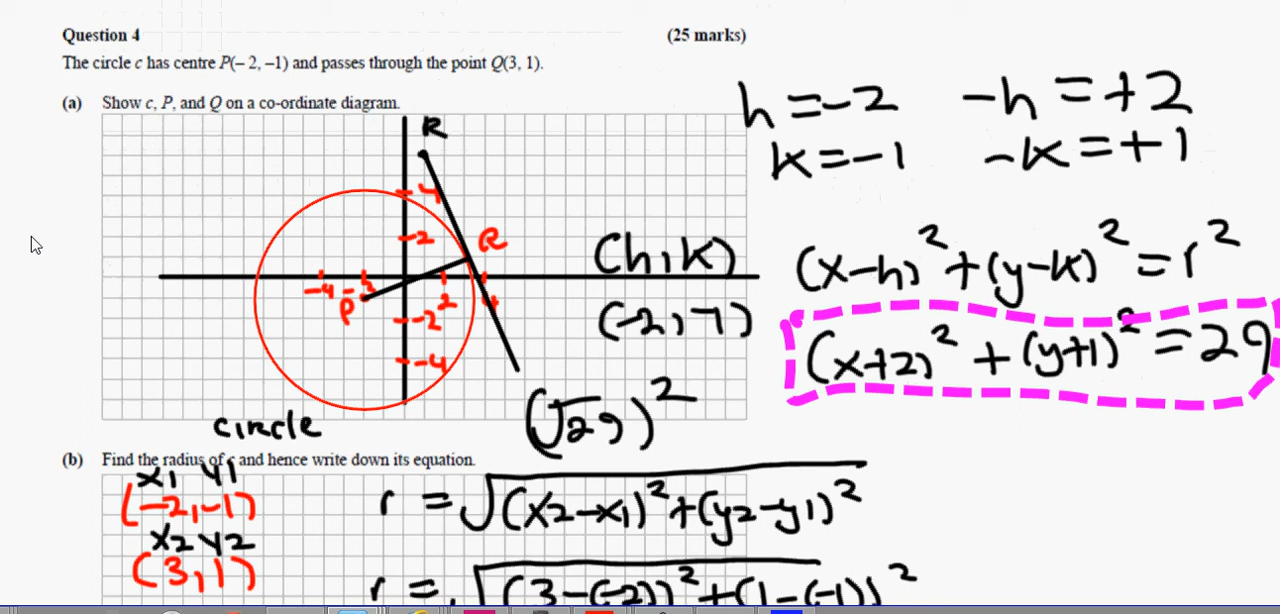 Question 4 (25 marks)
The circle c has centre P(– 2, –1) and passes through the point Q(3, 1).
(a) Show c, P, and Q on a co-ordinate diagram.
h = -2 -h = +2
k = -1 -k = +1
R
4
2
Q
-4 -2 2 4
P
-2
-4
circle
(h, k)
(-2, -1)
(x-h)² + (y-k)² = r²
(x+2)² + (y+1)² = 29
(√29)²
(b) Find the radius of c and hence write down its equation.
x1 y1
(-2, -1)
x2 y2
(3, 1)
r = √(x2-x1)² + (y2-y1)²
r = √(3-(-2))² + (1-(-1))²